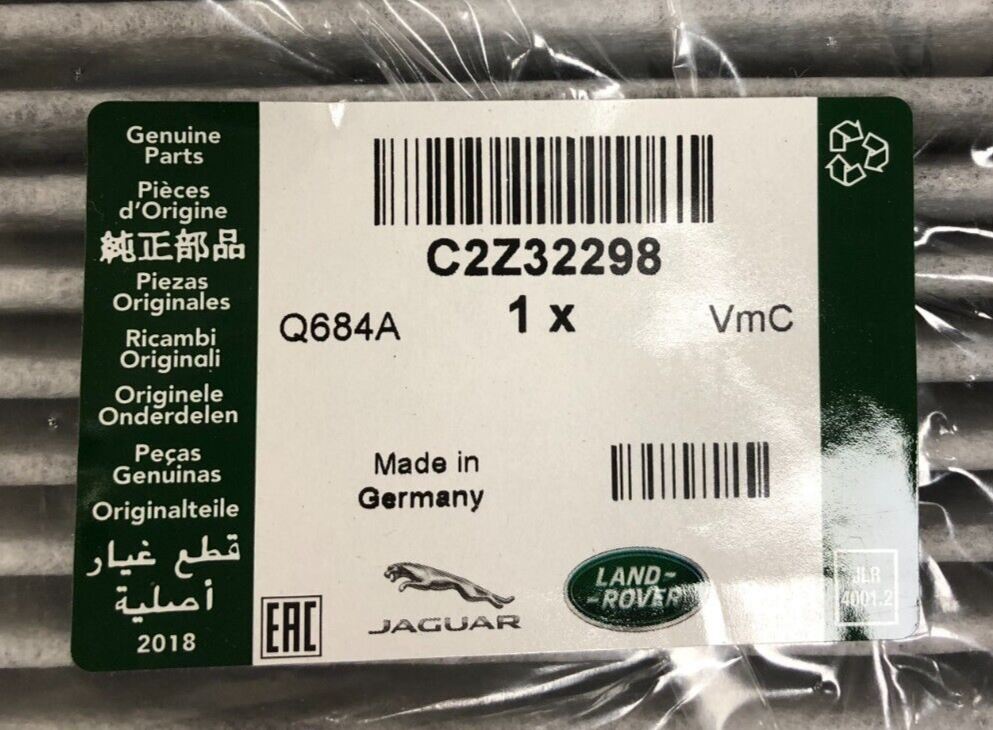 Genuine
Parts
Pièces
d'Origine
純正部品
Piezas
Originales
Ricambi
Originali
Originele
Onderdelen
Peças
Genuinas
Originalteile
قطع غيار
أصلية
2018
C2Z32298
Q684A
1 x
VmC
Made in
Germany
EAC
JAGUAR
LAND-
-ROVER
JLR
4001.2